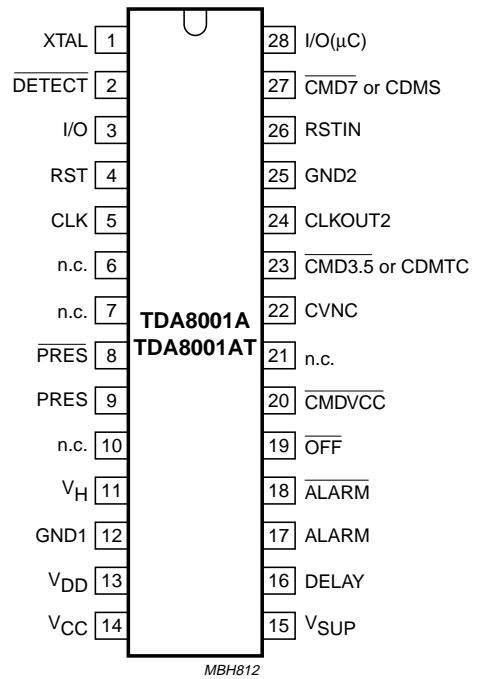 XTAL 1 28 I/O(μC)
DETECT 2 27 CMD7 or CDMS
I/O 3 26 RSTIN
RST 4 25 GND2
CLK 5 24 CLKOUT2
n.c. 6 23 CMD3.5 or CDMTC
n.c. 7 22 CVNC
TDA8001A
TDA8001AT
PRES 8 21 n.c.
PRES 9 20 CMDVCC
n.c. 10 19 OFF
VH 11 18 ALARM
GND1 12 17 ALARM
VDD 13 16 DELAY
VCC 14 15 VSUP
MBH812